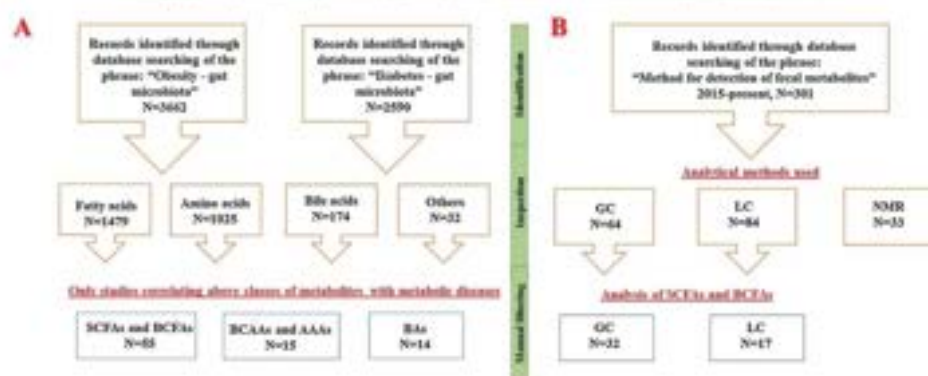 A
Records identified through
database searching of the
phrase: "Obesity - gut
microbiota"
N=3662
Records identified through
database searching of the
phrase: "Diabetes - gut
microbiota"
N=2590
Fatty acids
N=1479
Amino acids
N=1025
Bile acids
N=174
Others
N=32
Only studies correlating above classes of metabolites with metabolic diseases
SCFAs and BCFAs
N=55
BCAAs and AAAs
N=15
BAs
N=14
Identification
Inspection
Manual filtering
B
Records identified through database
searching of the phrase:
"Method for detection of fecal metabolites"
2015-present, N=301
Analytical methods used
GC
N=64
LC
N=84
NMR
N=33
Analysis of SCFAs and BCFAs
GC
N=32
LC
N=17